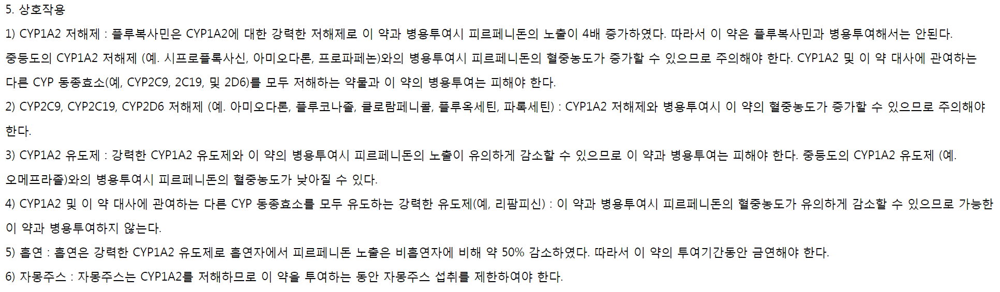 5. 상호작용
1) CYP1A2 저해제 : 플루복사민은 CYP1A2에 대한 강력한 저해제로 이 약과 병용투여시 피르페니돈의 노출이 4배 증가하였다. 따라서 이 약은 플루복사민과 병용투여해서는 안된다.
중등도의 CYP1A2 저해제 (예. 시프로플록사신, 아미오다론, 프로파페논)와의 병용투여시 피르페니돈의 혈중농도가 증가할 수 있으므로 주의해야 한다. CYP1A2 및 이 약 대사에 관여하는
다른 CYP 동종효소(예, CYP2C9, 2C19, 및 2D6)를 모두 저해하는 약물과 이 약의 병용투여는 피해야 한다.
2) CYP2C9, CYP2C19, CYP2D6 저해제 (예. 아미오다론, 플루코나졸, 클로람페니콜, 플루옥세틴, 파록세틴) : CYP1A2 저해제와 병용투여시 이 약의 혈중농도가 증가할 수 있으므로 주의해야
한다.
3) CYP1A2 유도제 : 강력한 CYP1A2 유도제와 이 약의 병용투여시 피르페니돈의 노출이 유의하게 감소할 수 있으므로 이 약과 병용투여는 피해야 한다. 중등도의 CYP1A2 유도제 (예.
오메프라졸)와의 병용투여시 피르페니돈의 혈중농도가 낮아질 수 있다.
4) CYP1A2 및 이 약 대사에 관여하는 다른 CYP 동종효소를 모두 유도하는 강력한 유도제(예, 리팜피신) : 이 약과 병용투여시 피르페니돈의 혈중농도가 유의하게 감소할 수 있으므로 가능한
이 약과 병용투여하지 않는다.
5) 흡연 : 흡연은 강력한 CYP1A2 유도제로 흡연자에서 피르페니돈 노출은 비흡연자에 비해 약 50% 감소하였다. 따라서 이 약의 투여기간동안 금연해야 한다.
6) 자몽주스 : 자몽주스는 CYP1A2를 저해하므로 이 약을 투여하는 동안 자몽주스 섭취를 제한하여야 한다.